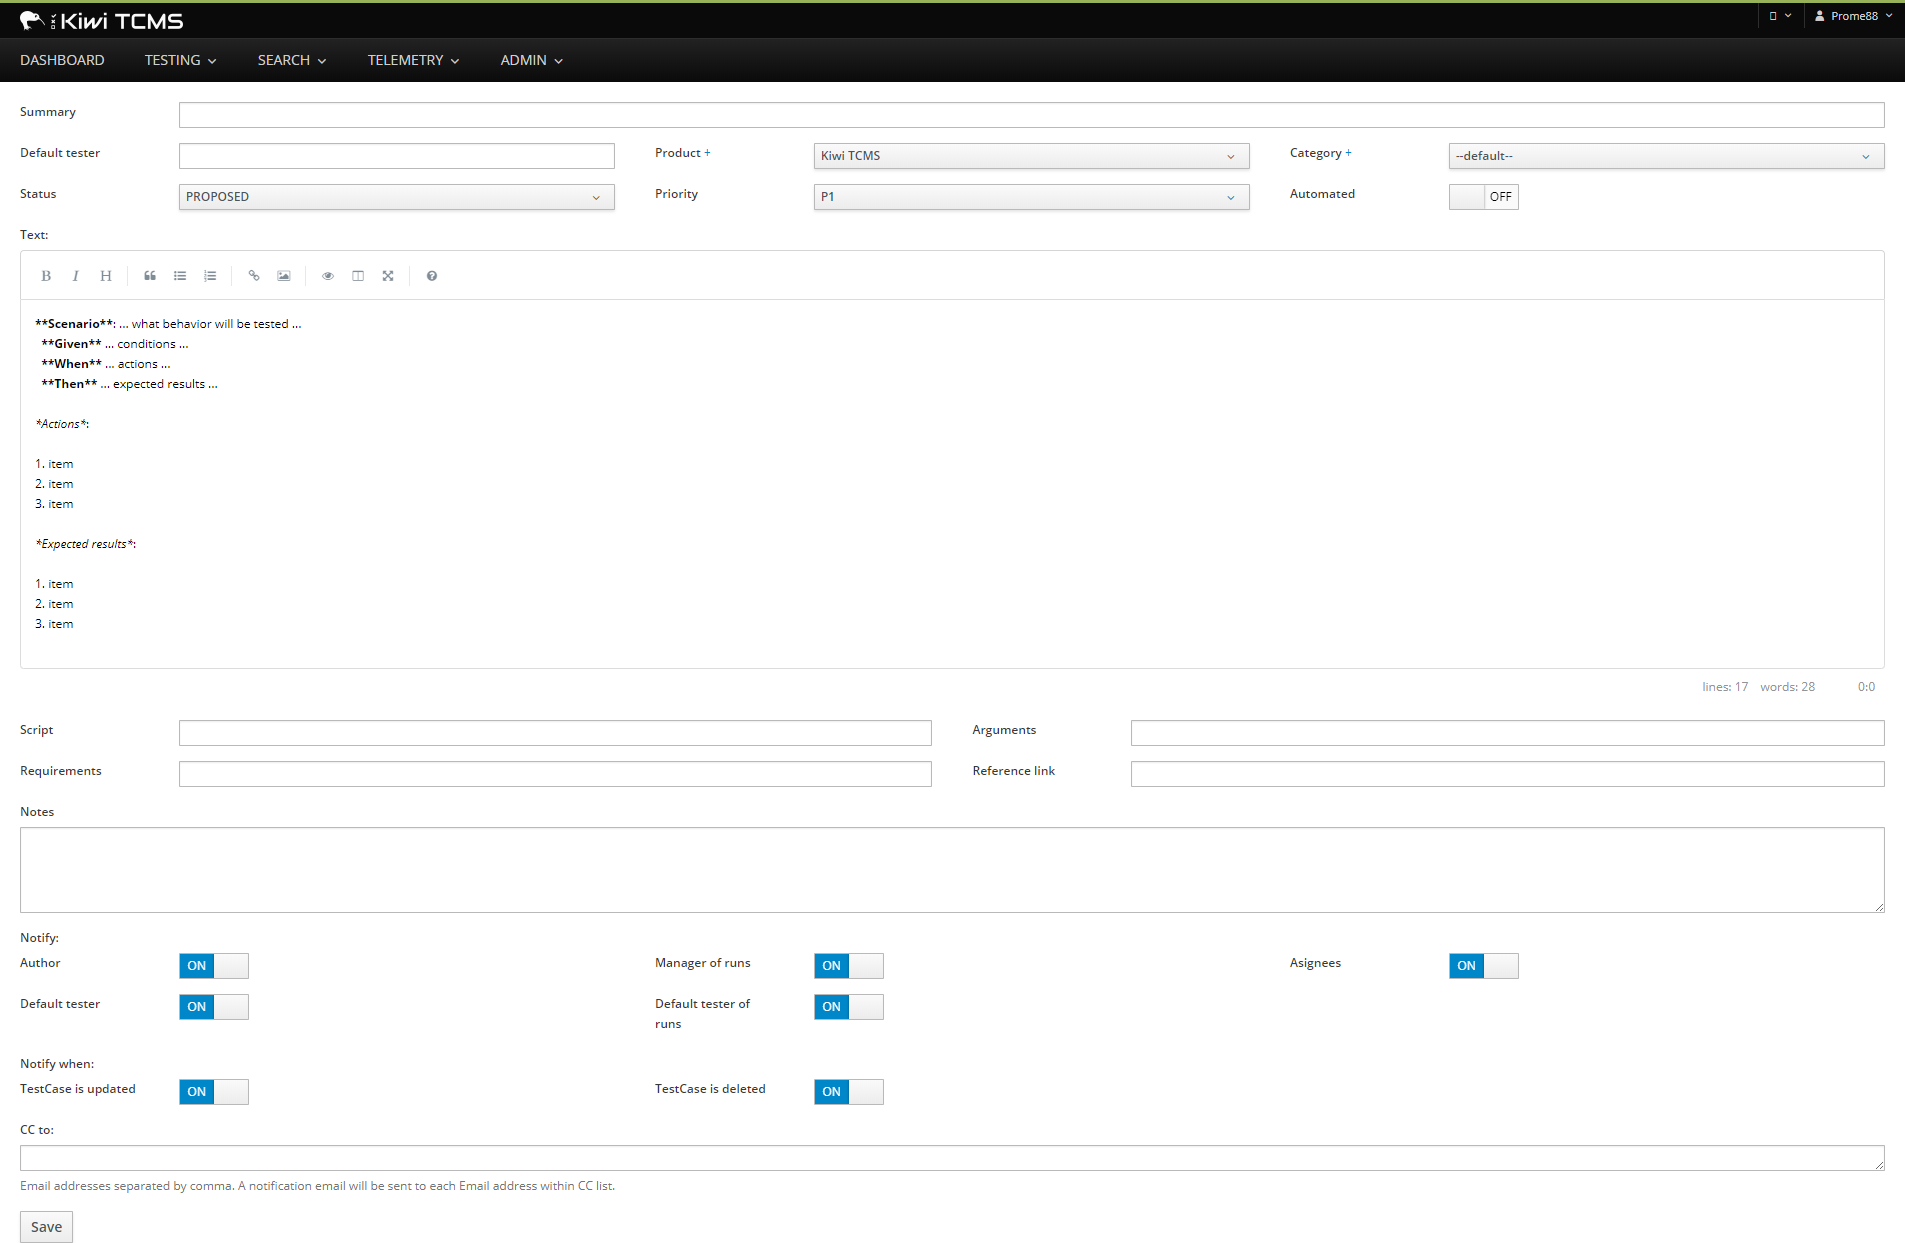 Kiwi TCMS
Prome88
DASHBOARD TESTING SEARCH TELEMETRY ADMIN
Summary
Default tester Product + Kiwi TCMS Category + --default--
Status PROPOSED Priority P1 Automated OFF
Text:
B I H
**Scenario**: ... what behavior will be tested ...
**Given** ... conditions ...
**When** ... actions ...
**Then** ... expected results ...
*Actions*:
1. item
2. item
3. item
*Expected results*:
1. item
2. item
3. item
lines: 17 words: 28 0:0
Script Arguments
Requirements Reference link
Notes
Notify:
Author ON Manager of runs ON Asignees ON
Default tester ON Default tester of runs ON
Notify when:
TestCase is updated ON TestCase is deleted ON
CC to:
Email addresses separated by comma. A notification email will be sent to each Email address within CC list.
Save